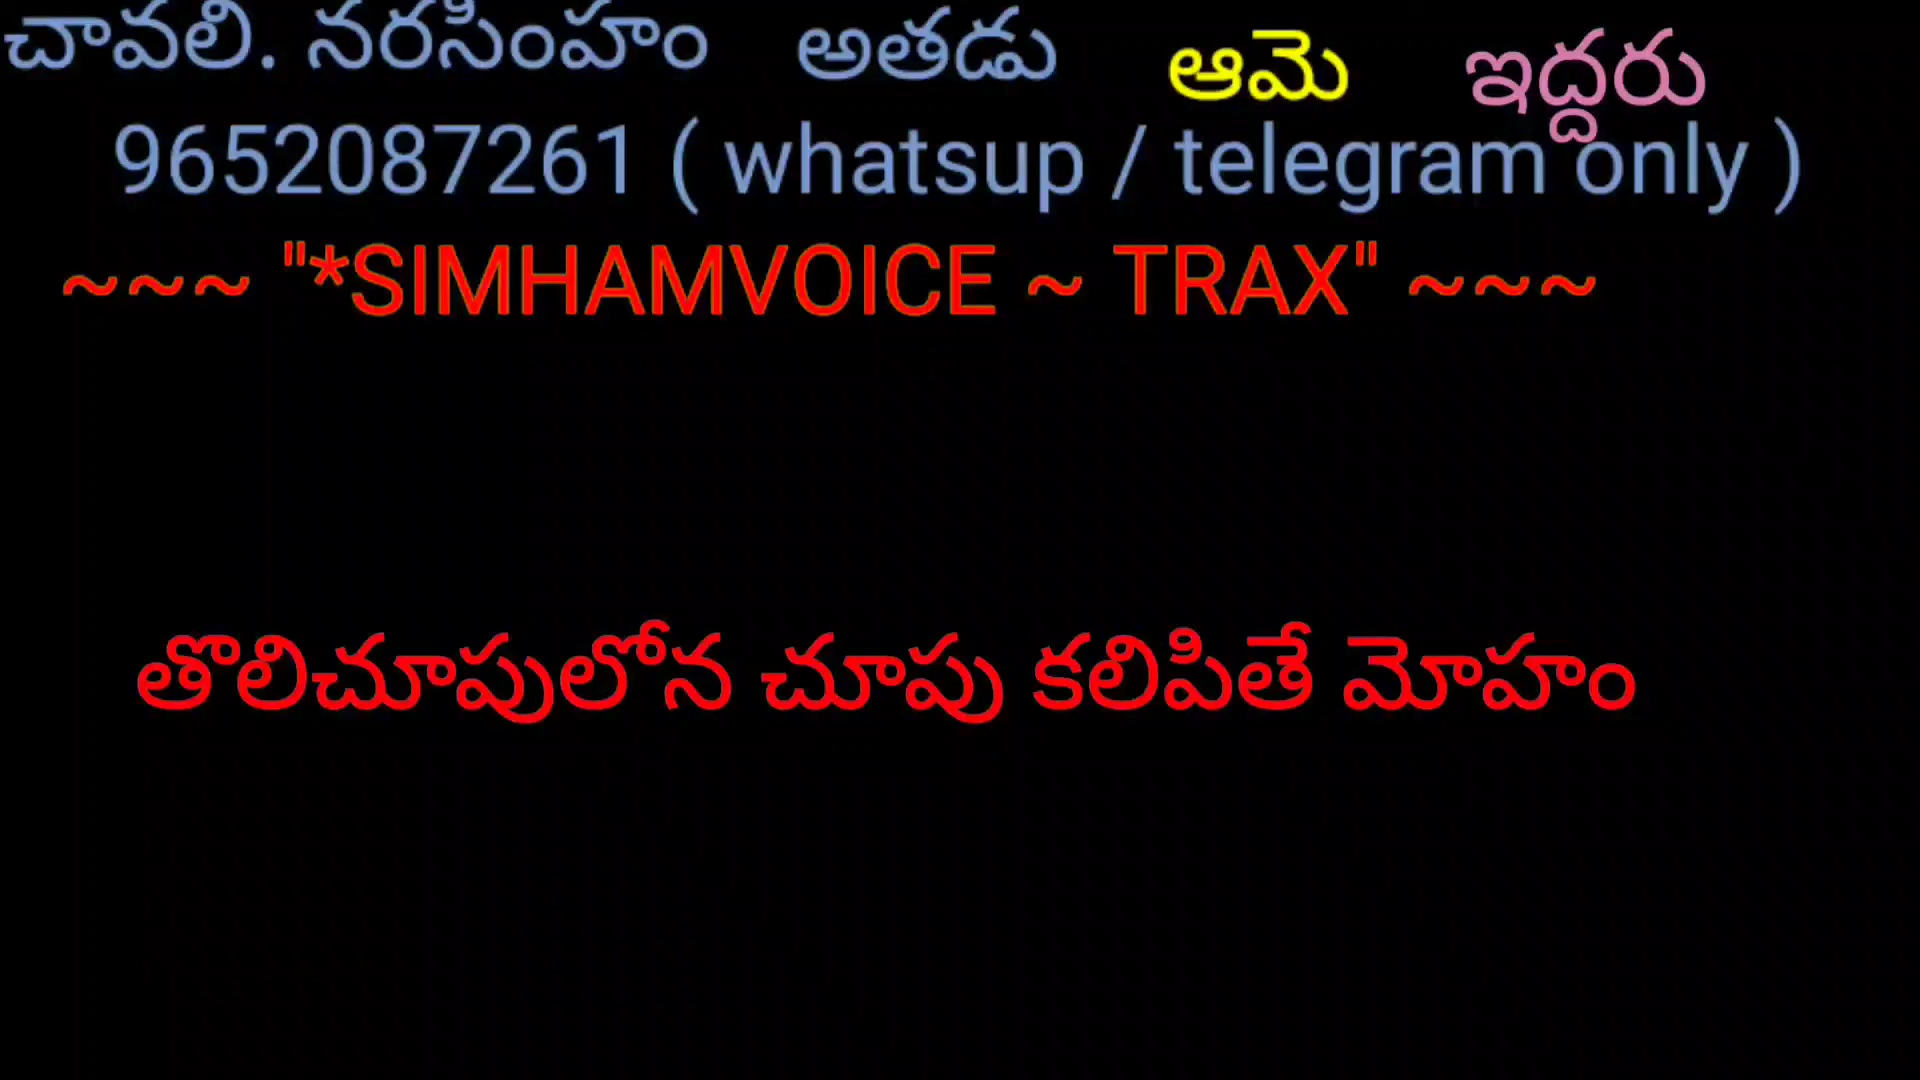 చావలి. నరసింహం అతడు ఆమె ఇద్దరు
9652087261 ( whatsup / telegram only )
~~~ "*SIMHAMVOICE ~ TRAX" ~~~
తొలిచూపులోన చూపు కలిపితే మోహం